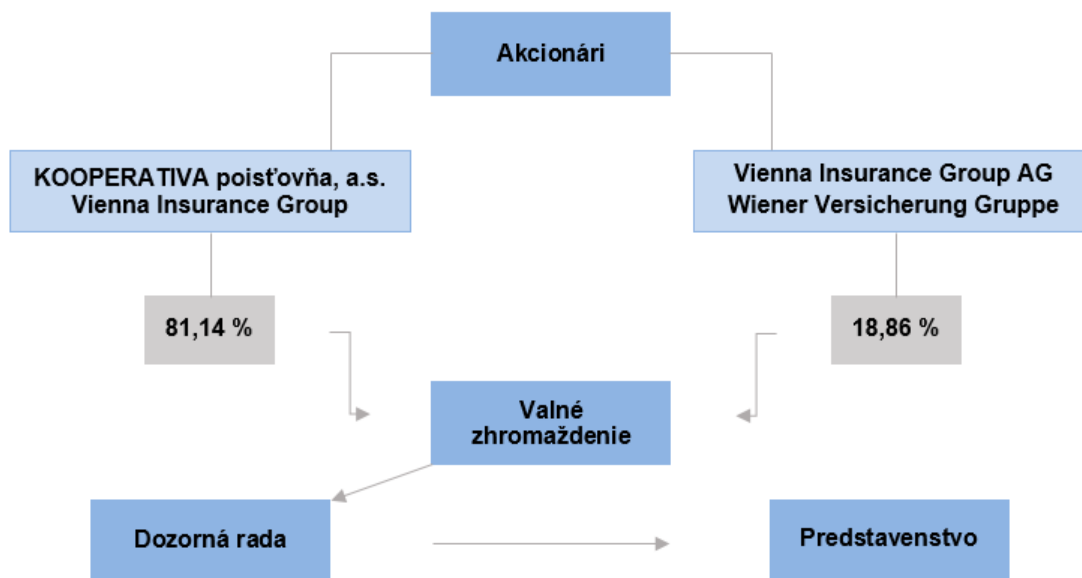 Akcionári
KOOPERATIVA poisťovňa, a.s.
Vienna Insurance Group
Vienna Insurance Group AG
Wiener Versicherung Gruppe
81,14 %
18,86 %
Valné
zhromaždenie
Dozorná rada
Predstavenstvo